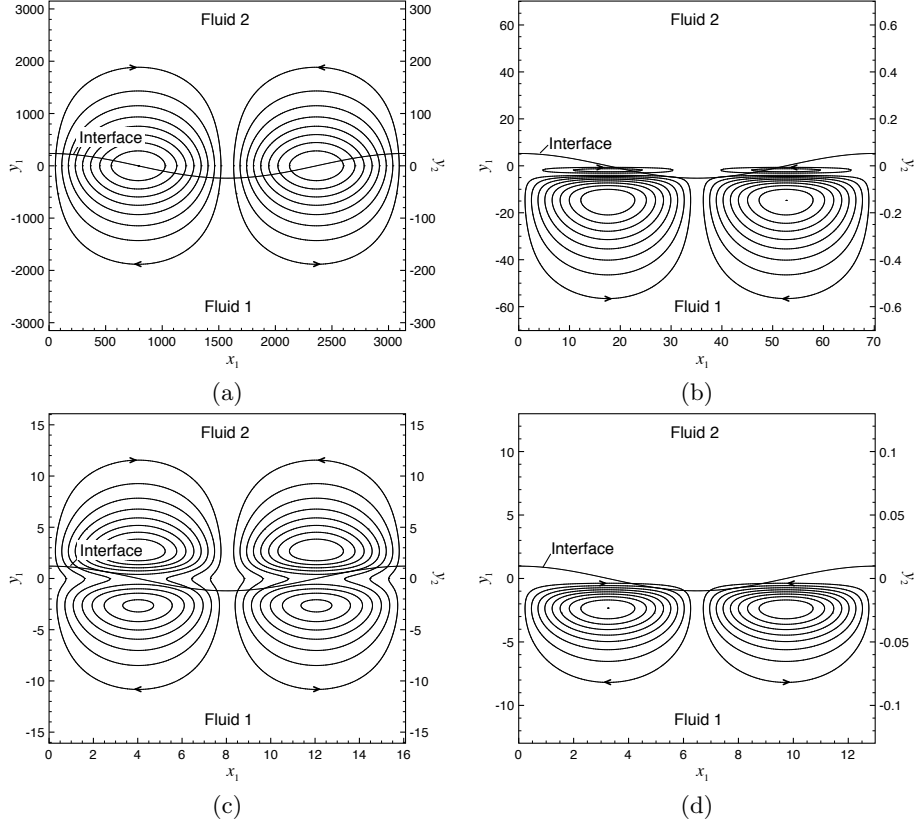 Fluid 2
3000
2000
1000
0
-1000
-2000
-3000
y1
Interface
Fluid 1
300
200
100
0
-100
-200
-300
y2
0 500 1000 1500 2000 2500 3000
x1
(a)
Fluid 2
60
40
20
0
-20
-40
-60
y1
Interface
Fluid 1
0.6
0.4
0.2
0
-0.2
-0.4
-0.6
y2
0 10 20 30 40 50 60 70
x1
(b)
Fluid 2
15
10
5
0
-5
-10
-15
y1
Interface
Fluid 1
15
10
5
0
-5
-10
-15
y2
0 2 4 6 8 10 12 14 16
x1
(c)
Fluid 2
10
5
0
-5
-10
y1
Interface
Fluid 1
0.1
0.05
0
-0.05
-0.1
y2
0 2 4 6 8 10 12
x1
(d)